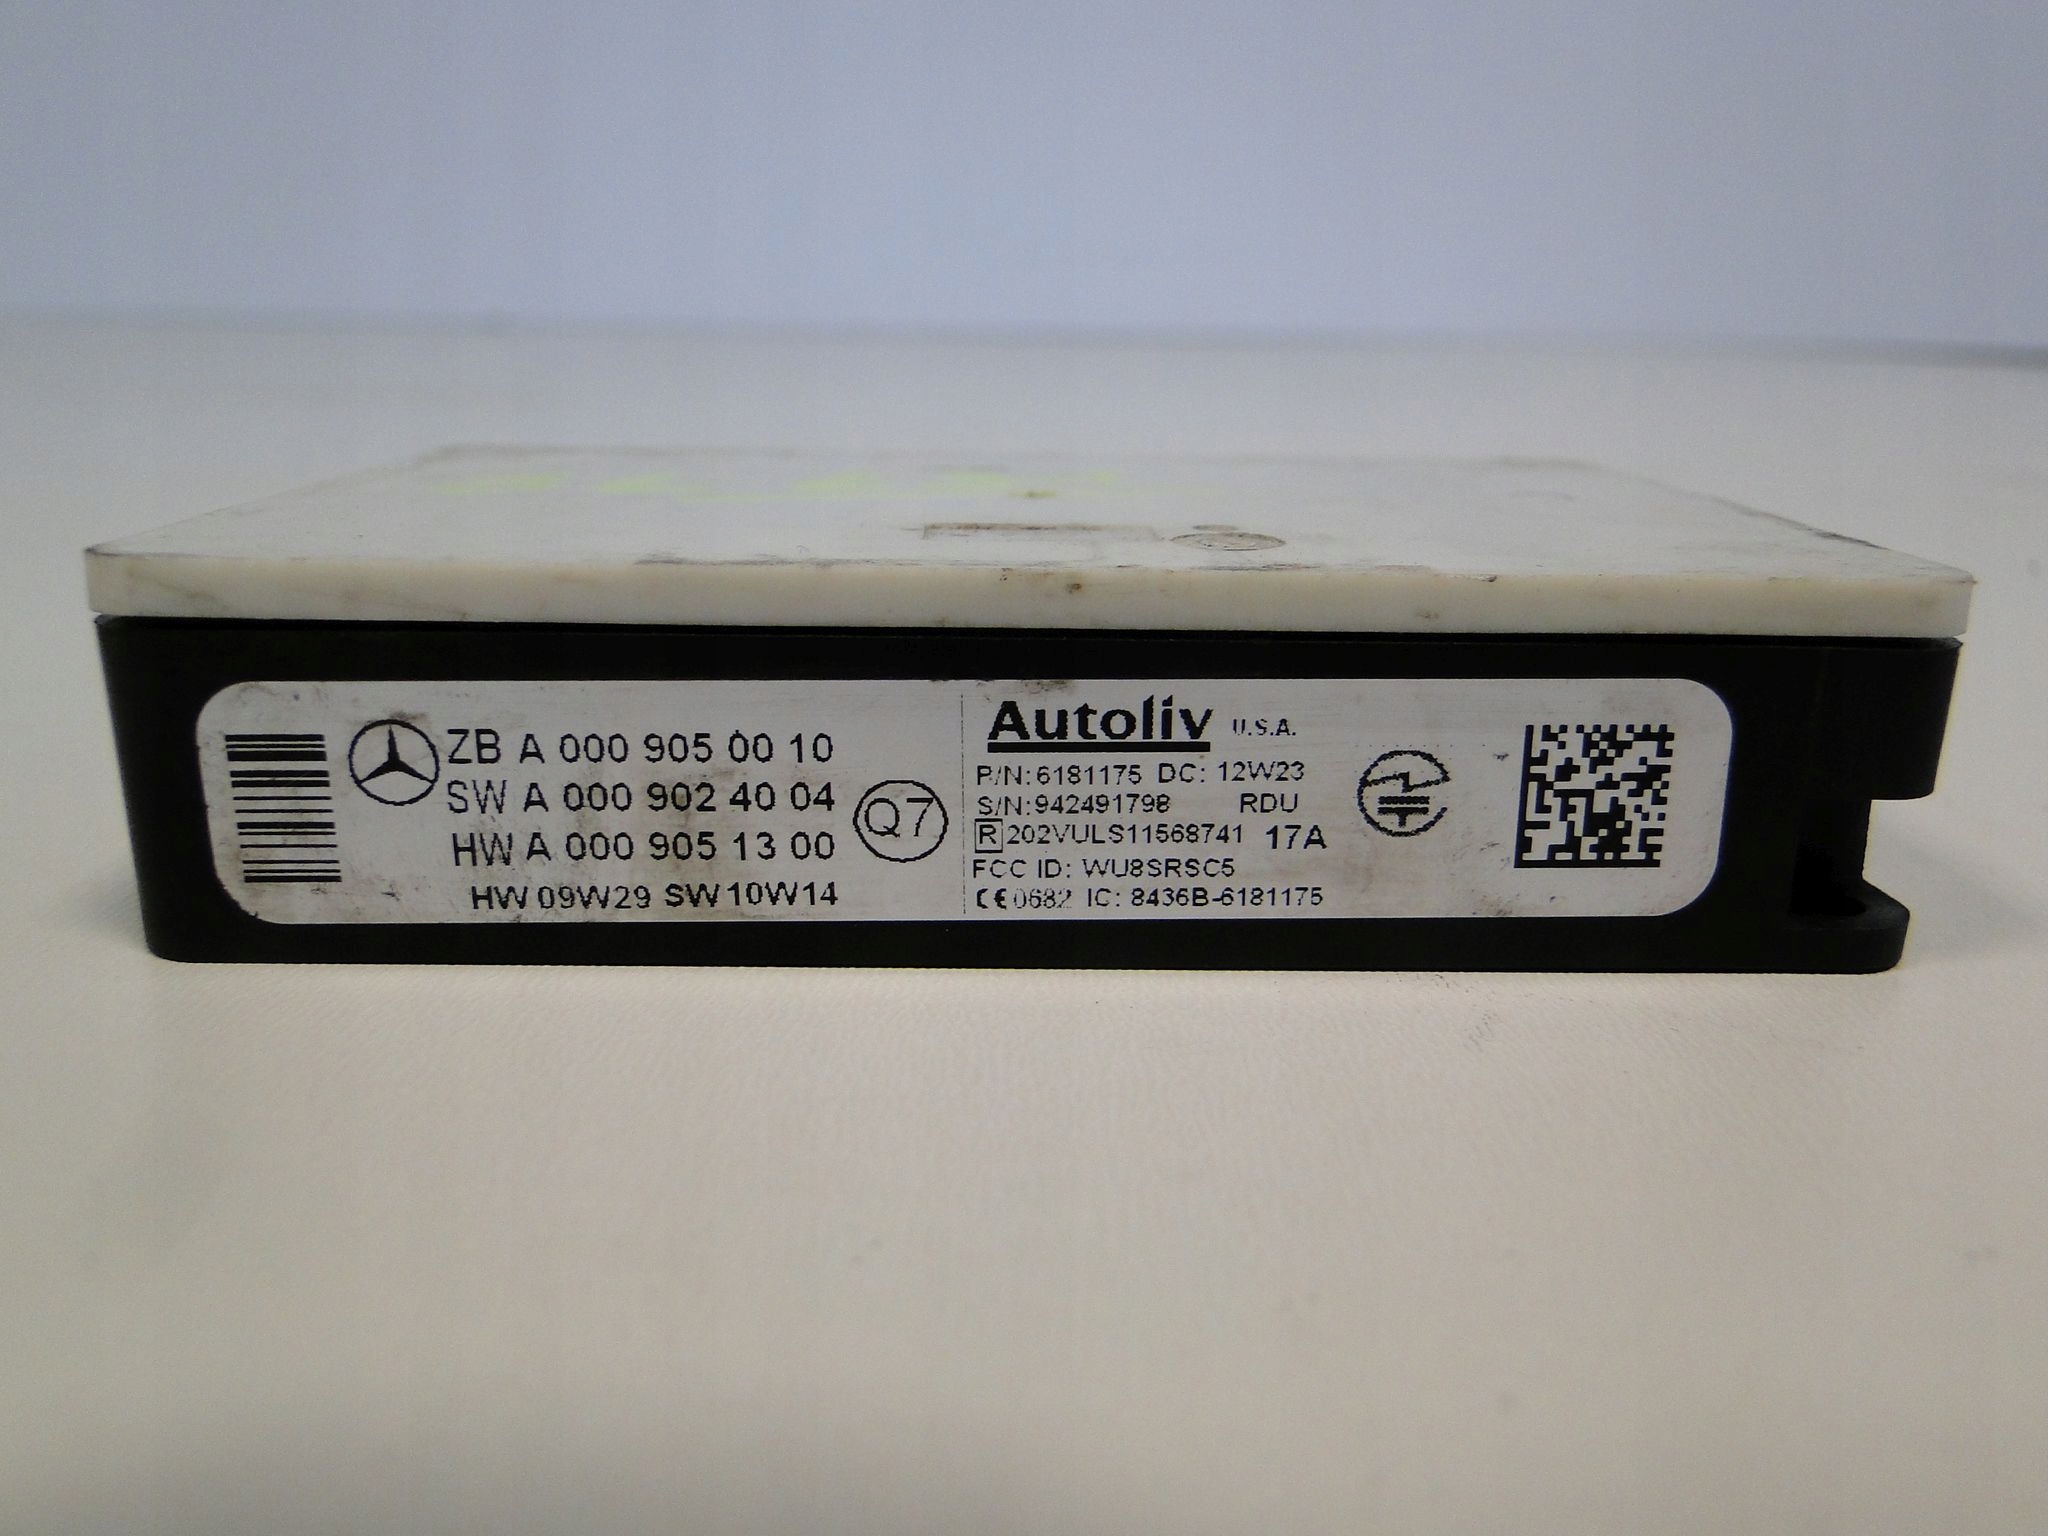 ZB A 000 905 00 10
SW A 000 902 40 04
HW A 000 905 13 00
HW 09W29 SW 10W14
Q7
Autoliv U.S.A.
P/N: 6181175 DC: 12W23
S/N: 942491798 RDU
R 202VULS11568741 17A
FCC ID: WU8SRSC5
CE 0682 IC: 8436B-6181175